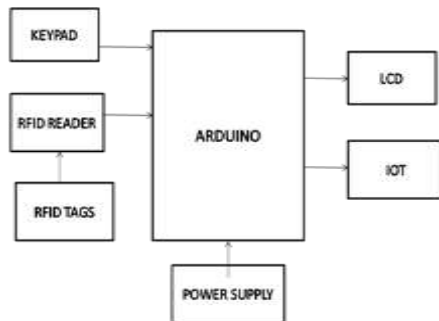 KEYPAD
LCD
RFID READER
ARDUINO
IOT
RFID TAGS
POWER SUPPLY